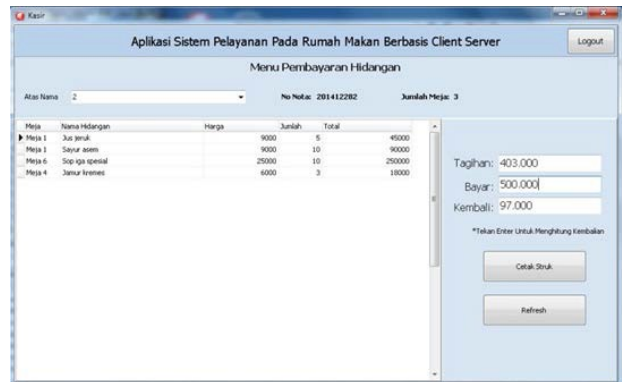 Kasir
Aplikasi Sistem Pelayanan Pada Rumah Makan Berbasis Client Server
Logout
Menu Pembayaran Hidangan
Atas Nama 2 No Nota: 201412282 Jumlah Meja: 3
Meja Nama Hidangan Harga Jumlah Total
Meja 1 Jus jeruk 9000 5 45000
Meja 1 Sayur asem 9000 10 90000
Meja 6 Sop iga spesial 25000 10 250000
Meja 4 Jamur kremes 6000 3 18000
Tagihan: 403.000
Bayar: 500.000
Kembali: 97.000
*Tekan Enter Untuk Menghitung Kembalian
Cetak Struk
Refresh